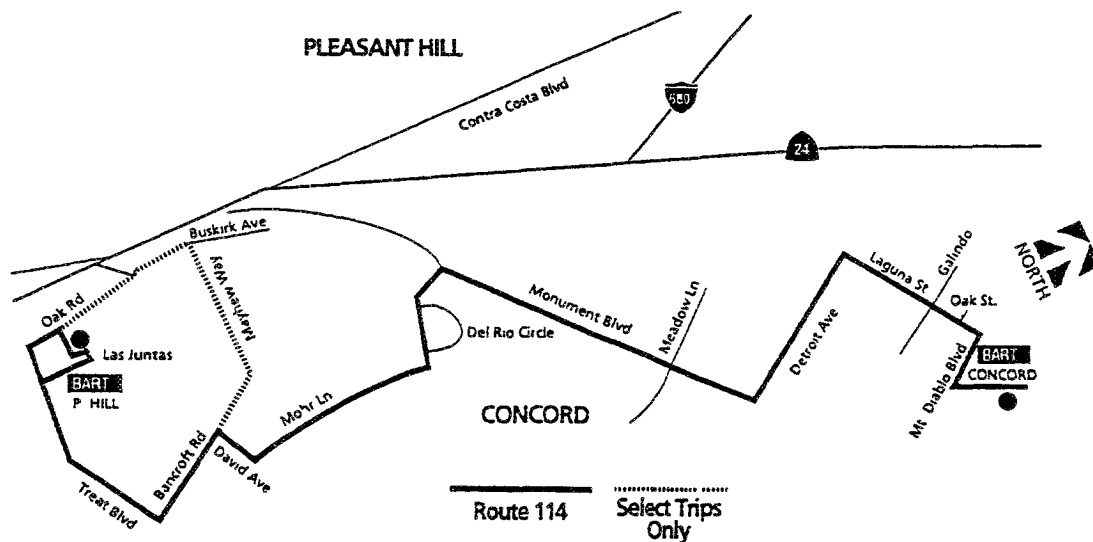 PLEASANT HILL
Contra Costa Blvd
680
24
Buskirk Ave
Mayhew Way
Oak Rd
Las Juntas
BART
P HILL
Treat Blvd
Bancroft Rd
David Ave
Mohr Ln
Del Rio Circle
Monument Blvd
Meadow Ln
Detroit Ave
Laguna St
Galindo
Oak St.
NORTH
BART
CONCORD
Mt Diablo Blvd
CONCORD
Route 114
Select Trips
Only